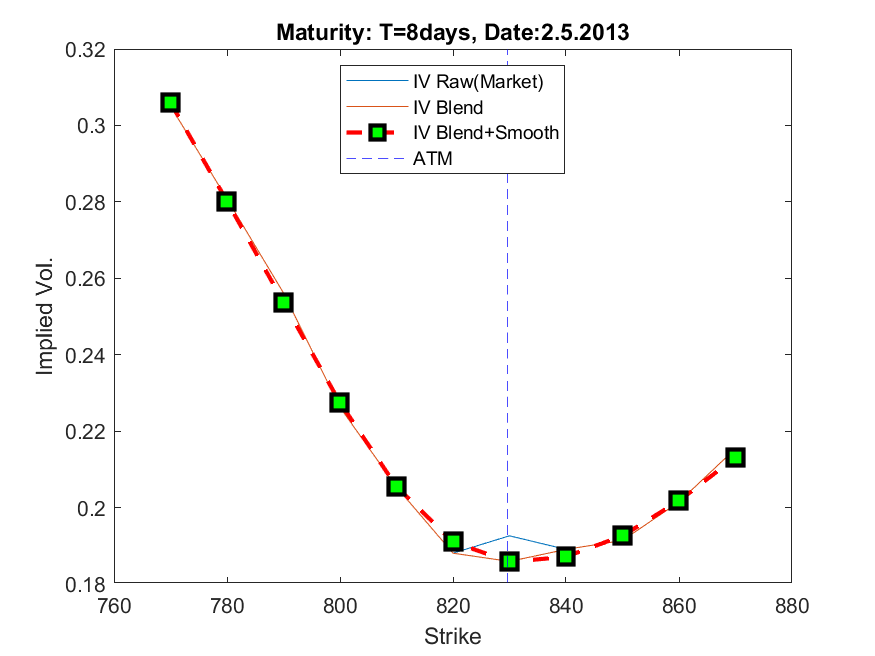 Maturity: T=8days, Date:2.5.2013
0.32
0.3
0.28
0.26
0.24
0.22
0.2
0.18
Implied Vol.
IV Raw(Market)
IV Blend
IV Blend+Smooth
ATM
760
780
800
820
840
860
880
Strike